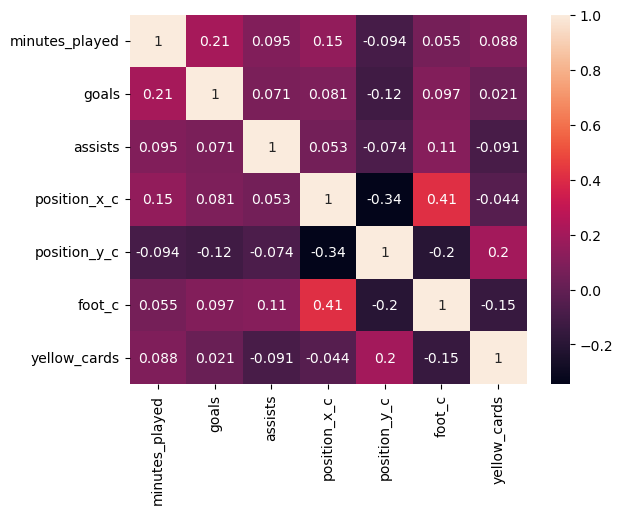 minutes_played 1 0.21 0.095 0.15 -0.094 0.055 0.088
goals 0.21 1 0.071 0.081 -0.12 0.097 0.021
assists 0.095 0.071 1 0.053 -0.074 0.11 -0.091
position_x_c 0.15 0.081 0.053 1 -0.34 0.41 -0.044
position_y_c -0.094 -0.12 -0.074 -0.34 1 -0.2 0.2
foot_c 0.055 0.097 0.11 0.41 -0.2 1 -0.15
yellow_cards 0.088 0.021 -0.091 -0.044 0.2 -0.15 1
minutes_played
goals
assists
position_x_c
position_y_c
foot_c
yellow_cards
1.0
0.8
0.6
0.4
0.2
0.0
−0.2